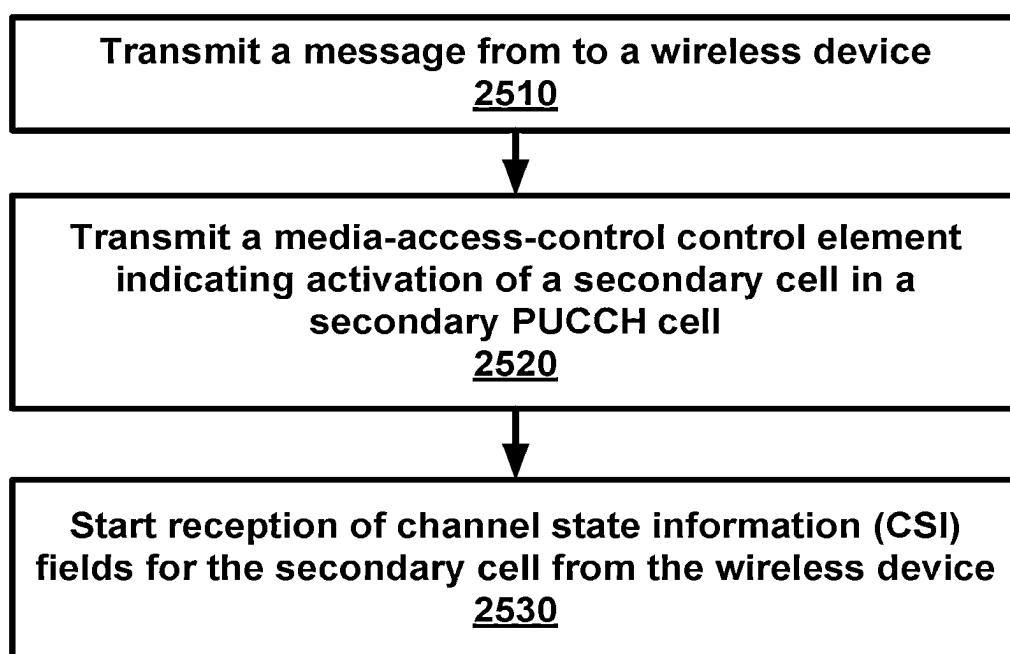 Transmit a message from to a wireless device
2510
Transmit a media-access-control control element
indicating activation of a secondary cell in a
secondary PUCCH cell
2520
Start reception of channel state information (CSI)
fields for the secondary cell from the wireless device
2530